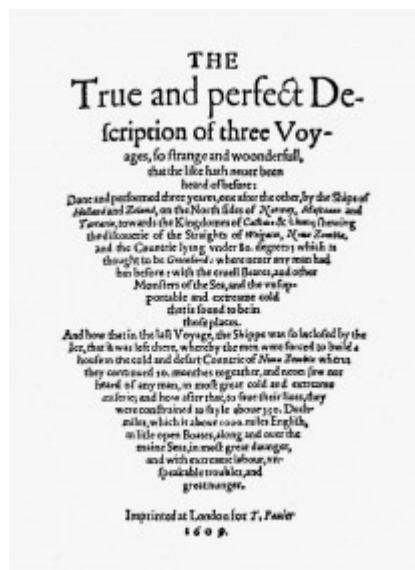 THE
True and perfect De-
ſcription of three Voy-
ages, ſo ſtrange and woonderfull,
that the like hath neuer been
heard of before:
Done and performed three yeares, one after the other, by the Ships of
Holland and Zeland, on the North ſides of Norway, Muſcouia and
Tartaria, towards the Kingdomes of Cathaia & China; ſhewing
the diſcouerie of the Straights of Weigates, Noua Zembla,
and the Countrie lying vnder 80. degrees; which is
thought to be Greenland: where neuer any man had
bin before: with the cruell Beares, and other
Monſters of the Sea, and the vnſup-
portable and extreame cold
that is found to be in
thoſe places.
And how that in the laſt Voyage, the Shippe was ſo incloſed by the
Ice, that it was left there, whereby the men were forced to build a
houſe in the cold and deſart Countrie of Noua Zembla, wherin
they continued 10. monthes togeather, and neuer ſaw nor
heard of any man, in moſt great cold and extreame
miſerie; and how after that, to ſaue their liues, they
were conſtrained to ſayle aboue 350. Duch
miles, which is aboue 1000. miles Engliſh,
in litle open Boates, along and ouer the
maine Seas, in moſt great daunger,
and with extreame labour, vn-
ſpeakable troubles, and
great hunger.
Imprinted at London for T. Pauier
1609.